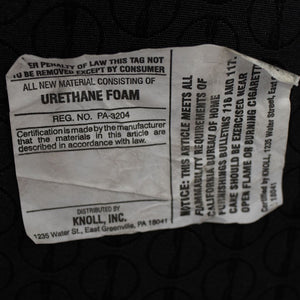 ER PENALTY OF LAW THIS TAG NOT
TO BE REMOVED EXCEPT BY CONSUMER
ALL NEW MATERIAL CONSISTING OF
URETHANE FOAM
REG. NO. PA-3204
Certification is made by the manufacturer
that the materials in this article are
described in accordance with law.
DISTRIBUTED BY
KNOLL, INC.
1235 Water St., East Greenville, PA 18041
NOTICE: THIS ARTICLE MEETS ALL
FLAMMABILITY REQUIREMENTS OF
CALIFORNIA BUREAU OF HOME
FURNISHING BULLETINS 116 AND 117.
CARE SHOULD BE EXERCISED NEAR
OPEN FLAME OR BURNING CIGARETT
Certified by KNOLL, INC. 1235 Water Street, East
18041